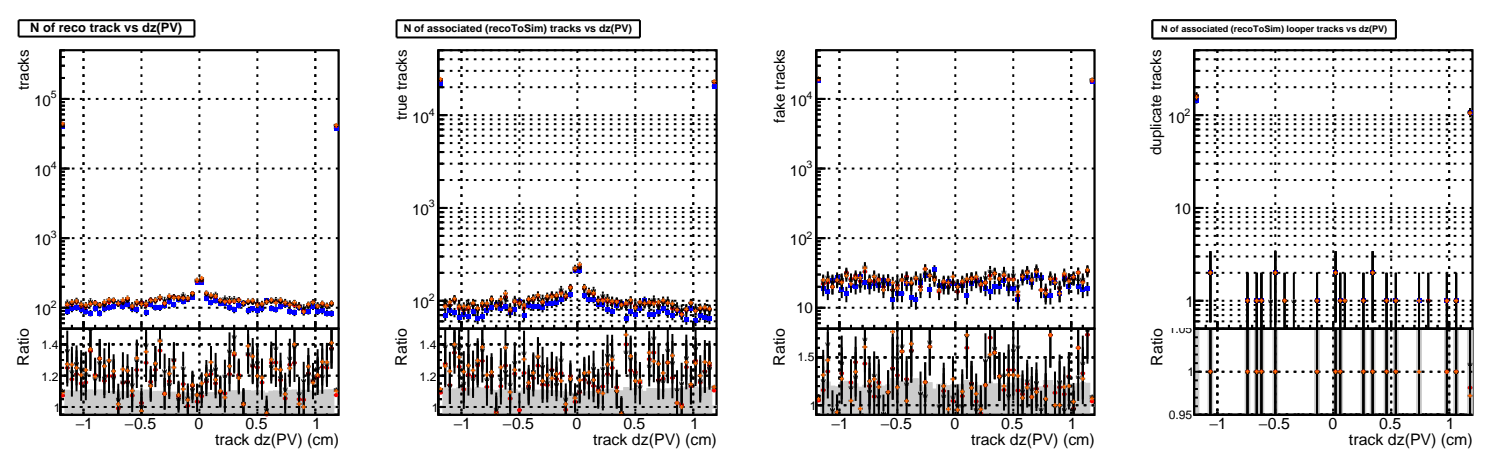 N of reco track vs dz(PV)
tracks
10^5
10^4
10^3
10^2
Ratio
1.4
1.2
1
−1 −0.5 0 0.5 1
track dz(PV) (cm)
N of associated (recoToSim) tracks vs dz(PV)
true tracks
10^4
10^3
10^2
Ratio
1.4
1.2
1
−1 −0.5 0 0.5 1
track dz(PV) (cm)
fake tracks
10^4
10^3
10^2
10
Ratio
1.5
1
−1 −0.5 0 0.5 1
track dz(PV) (cm)
N of associated (recoToSim) looper tracks vs dz(PV)
duplicate tracks
10^2
10
1
Ratio
1.05
1
0.95
−1 −0.5 0 0.5 1
track dz(PV) (cm)